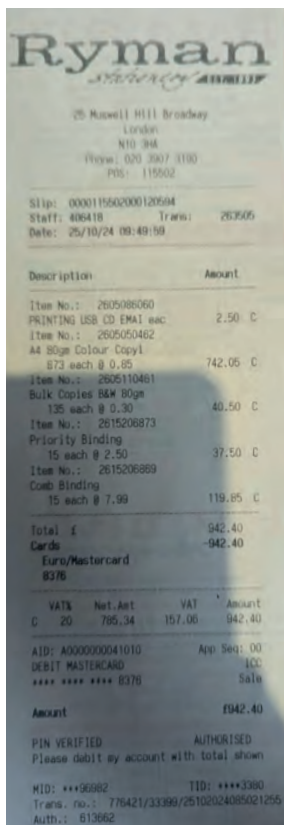 Ryman
stationery
25 Muswell Hill Broadway
London
N10 3HA
Phone: 020 3907 3190
POS: 115502
Slip: 0000115502000120594
Staff: 406418 Trans: 263505
Date: 25/10/24 09:49:59
Description Amount
Item No.: 2605086060
PRINTING USB CD EMAI eac 2.50 C
Item No.: 2605050462
A4 80gm Colour Copyi
873 each @ 0.85 742.05 C
Item No.: 2605110461
Bulk Copies B&W 80gm
135 each @ 0.30 40.50 C
Item No.: 2615206873
Priority Binding
15 each @ 2.50 37.50 C
Item No.: 2615206869
Comb Binding
15 each @ 7.99 119.85 C
Total £ 942.40
Cards -942.40
Euro/Mastercard
8376
VAT% Net.Amt VAT Amount
C 20 785.34 157.06 942.40
AID: A0000000041010 App Seq: 00
DEBIT MASTERCARD ICC
**** **** **** 8376 Sale
Amount £942.40
PIN VERIFIED AUTHORISED
Please debit my account with total shown
MID: ***96982 TID: ****3380
Trans. no.: 776421/33399/25102024085021255
Auth.: 613662